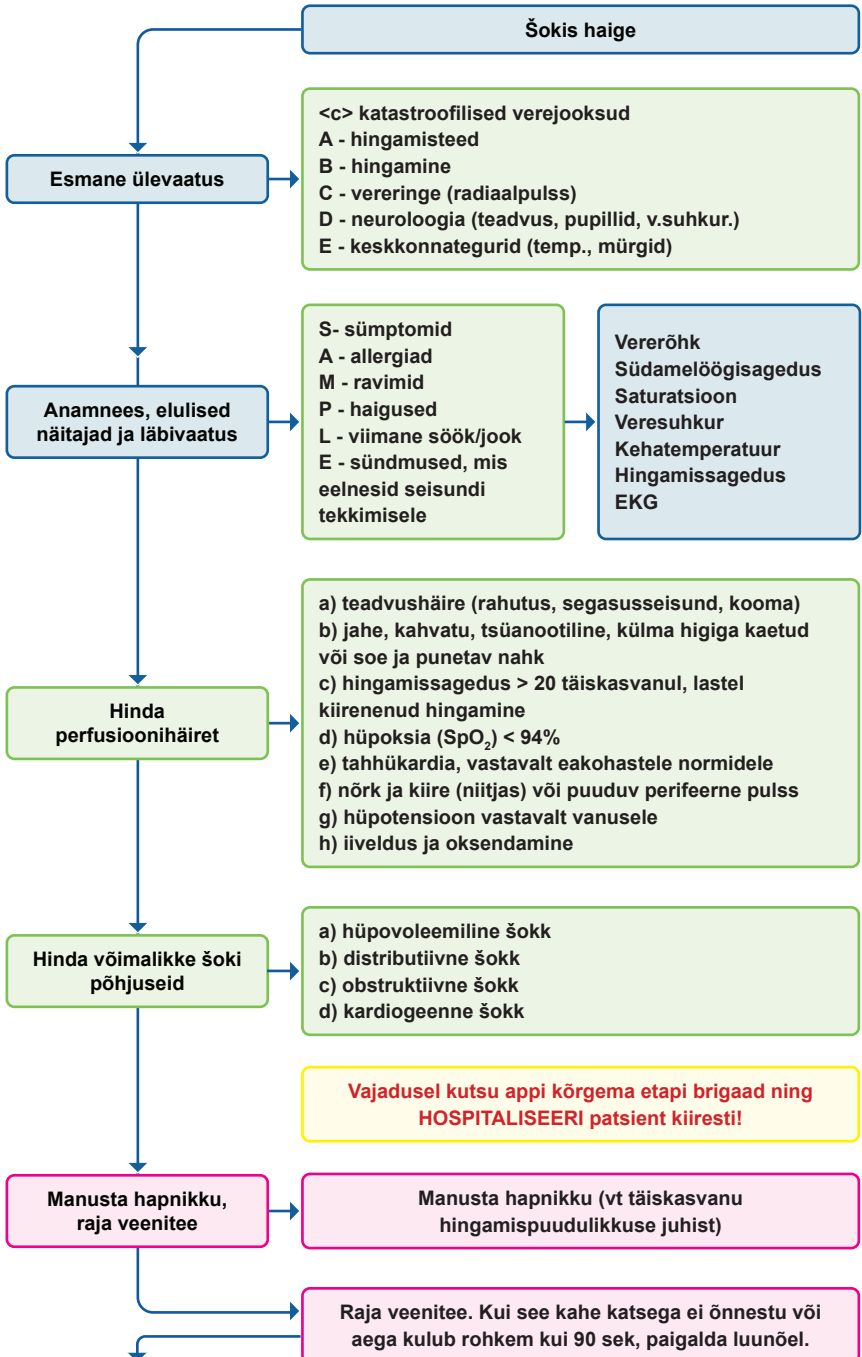 Šokis haige
Esmane ülevaatus
<c> katastroofilised verejooksud
A - hingamisteed
B - hingamine
C - vereringe (radiaalpulss)
D - neuroloogia (teadvus, pupillid, v.suhkur.)
E - keskkonnategurid (temp., mürgid)
Anamnees, elulised
näitajad ja läbivaatus
S- sümptomid
A - allergiad
M - ravimid
P - haigused
L - viimane söök/jook
E - sündmused, mis
eelnesid seisundi
tekkimisele
Vererõhk
Südamelöögisagedus
Saturatsioon
Veresuhkur
Kehatemperatuur
Hingamissagedus
EKG
Hinda
perfusioonihäiret
a) teadvushäire (rahutus, segasusseisund, kooma)
b) jahe, kahvatu, tsüanootiline, külma higiga kaetud
või soe ja punetav nahk
c) hingamissagedus > 20 täiskasvanul, lastel
kiirenenud hingamine
d) hüpoksia (SpO₂) < 94%
e) tahhükardia, vastavalt eakohastele normidele
f) nõrk ja kiire (niitjas) või puuduv perifeerne pulss
g) hüpotensioon vastavalt vanusele
h) iiveldus ja oksendamine
Hinda võimalikke šoki
põhjuseid
a) hüpovoleemiline šokk
b) distributiivne šokk
c) obstruktiivne šokk
d) kardiogeenne šokk
Vajadusel kutsu appi kõrgema etapi brigaad ning
HOSPITALISEERI patsient kiiresti!
Manusta hapnikku,
raja veenitee
Manusta hapnikku (vt täiskasvanu
hingamispuudulikkuse juhist)
Raja veenitee. Kui see kahe katsega ei õnnestu või
aega kulub rohkem kui 90 sek, paigalda luunõel.